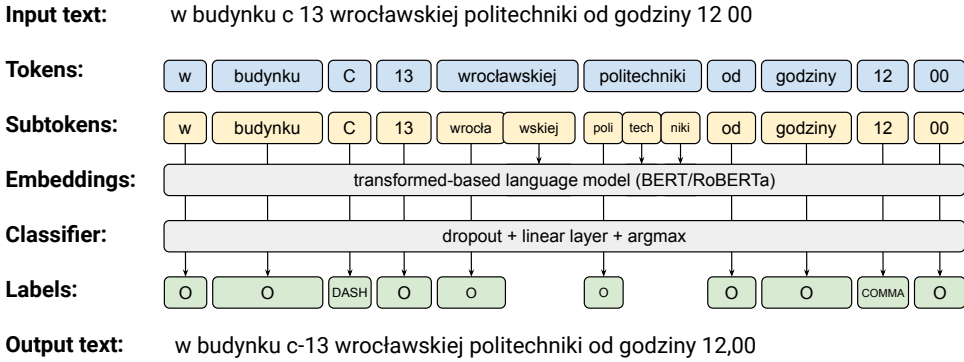 Input text: w budynku c 13 wrocławskiej politechniki od godziny 12 00
Tokens: w budynku C 13 wrocławskiej politechniki od godziny 12 00
Subtokens: w budynku C 13 wrocła wskiej poli tech niki od godziny 12 00
Embeddings: transformed-based language model (BERT/RoBERTa)
Classifier: dropout + linear layer + argmax
Labels: O O DASH O O O O O COMMA O
Output text: w budynku c-13 wrocławskiej politechniki od godziny 12,00